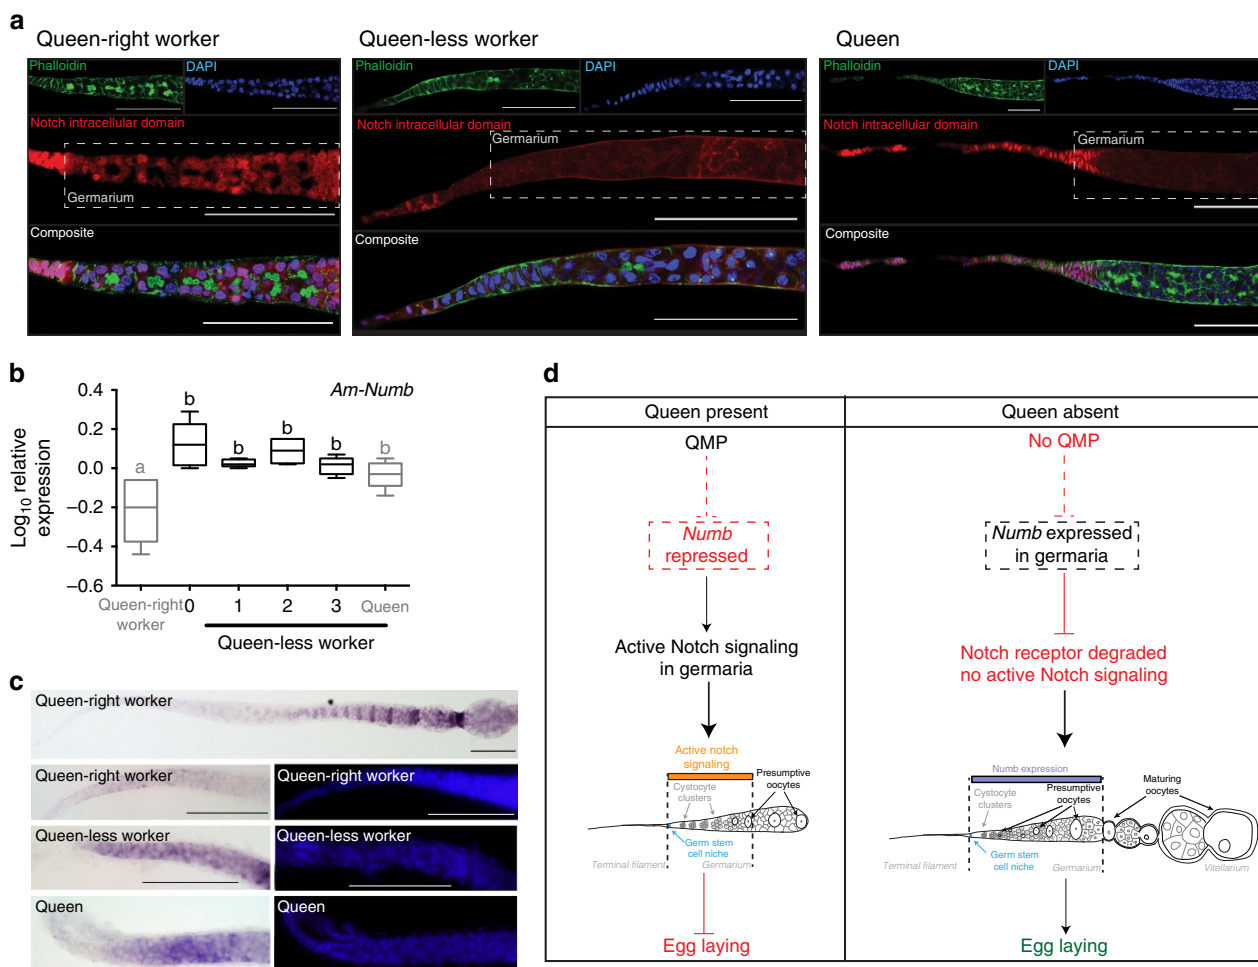 a
Queen-right worker
Queen-less worker
Queen
Phalloidin
DAPI
Phalloidin
DAPI
Phalloidin
DAPI
Notch intracellular domain
Germarium
Notch intracellular domain
Germarium
Notch intracellular domain
Germarium
Composite
Composite
Composite
b
Am-Numb
Log10 relative
expression
0.4
0.2
0.0
−0.2
−0.4
−0.6
a
b
b
b
b
b
Queen-right
worker
0
1
2
3
Queen
Queen-less worker
c
Queen-right worker
Queen-right worker
Queen-right worker
Queen-less worker
Queen-less worker
Queen
Queen
d
Queen present
Queen absent
QMP
Numb
repressed
Active Notch signaling
in germaria
Active notch
signaling
Cystocyte
clusters
Presumptive
oocytes
Germ stem
cell niche
Terminal filament
Germarium
Egg laying
No QMP
Numb expressed
in germaria
Notch receptor degraded
no active Notch signaling
Numb expression
Cystocyte
clusters
Presumptive
oocytes
Maturing
oocytes
Germ stem
cell niche
Terminal filament
Germarium
Vitellarium
Egg laying